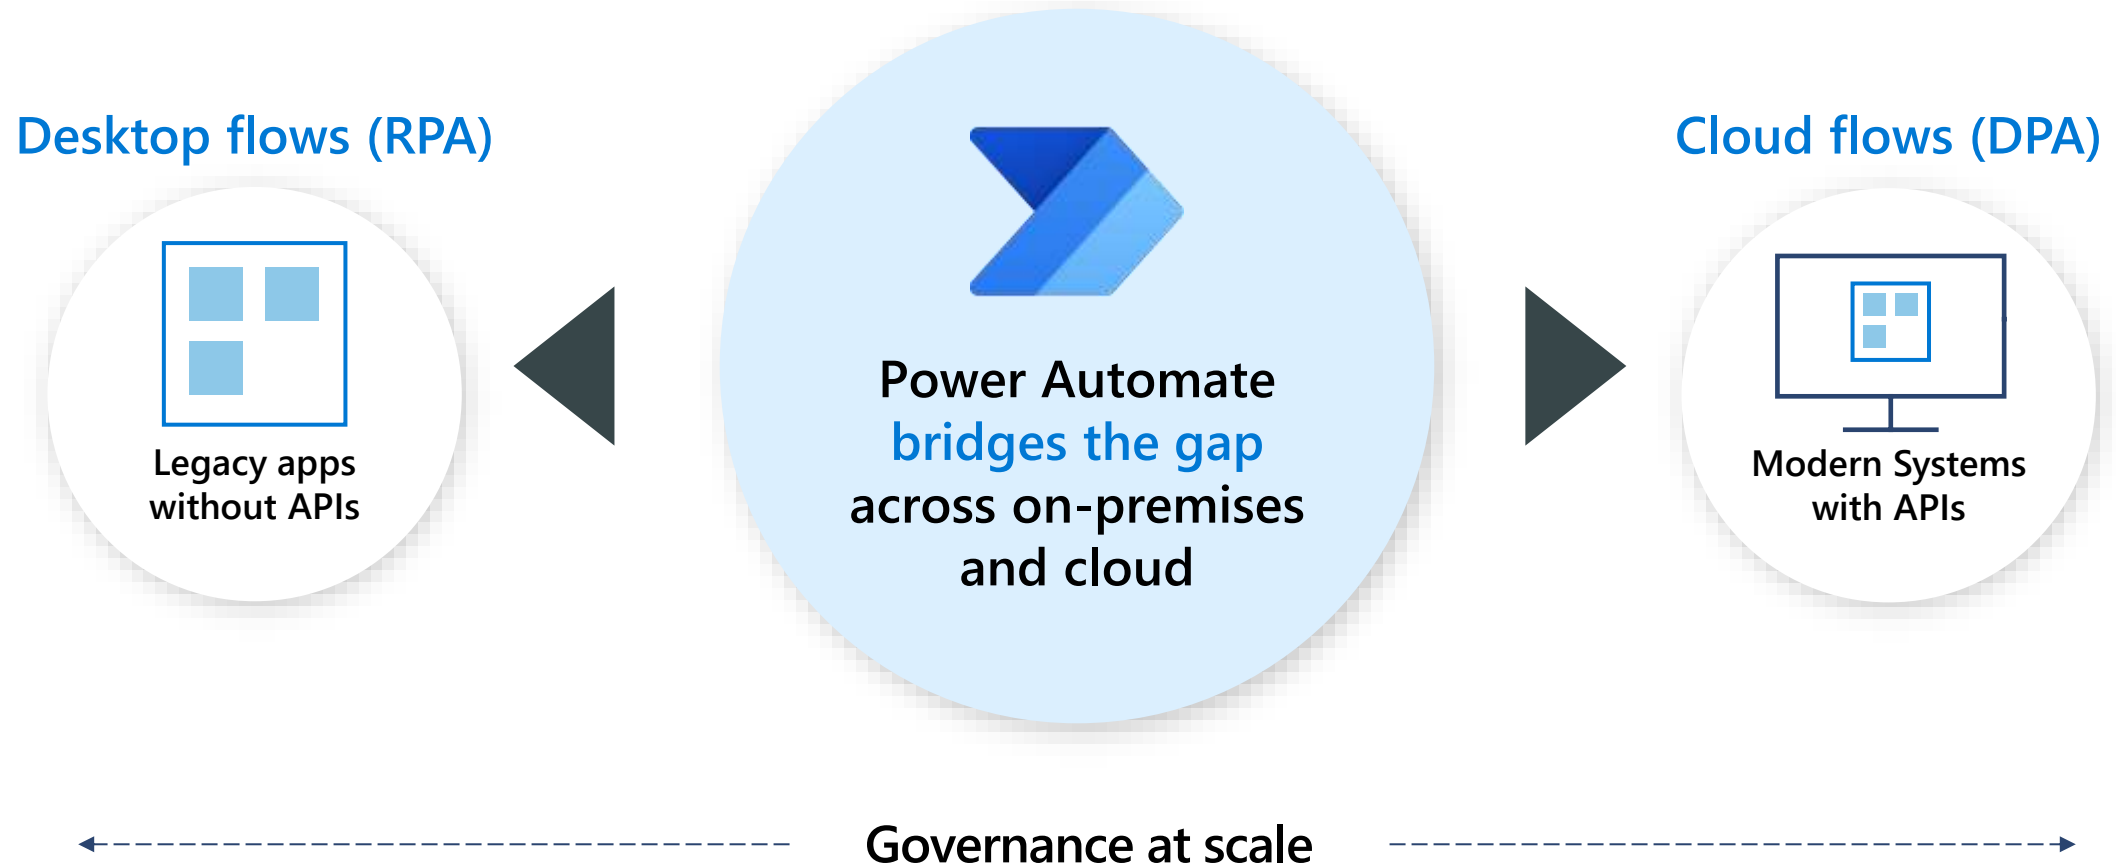 Desktop flows (RPA)
Legacy apps
without APIs
Power Automate
bridges the gap
across on-premises
and cloud
Cloud flows (DPA)
Modern Systems
with APIs
Governance at scale